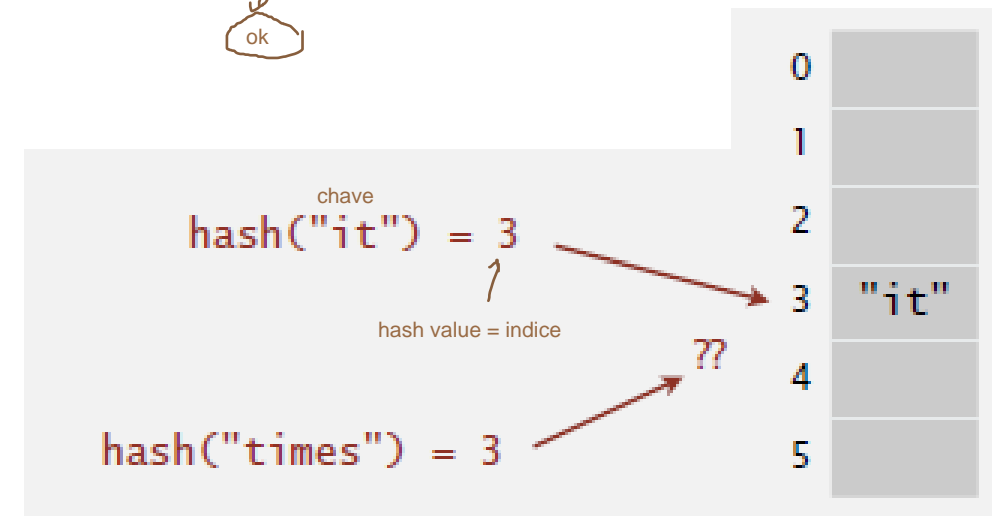 ok
0
1
chave
hash("it") = 3
2
3 "it"
hash value = indice
??
4
hash("times") = 3
5